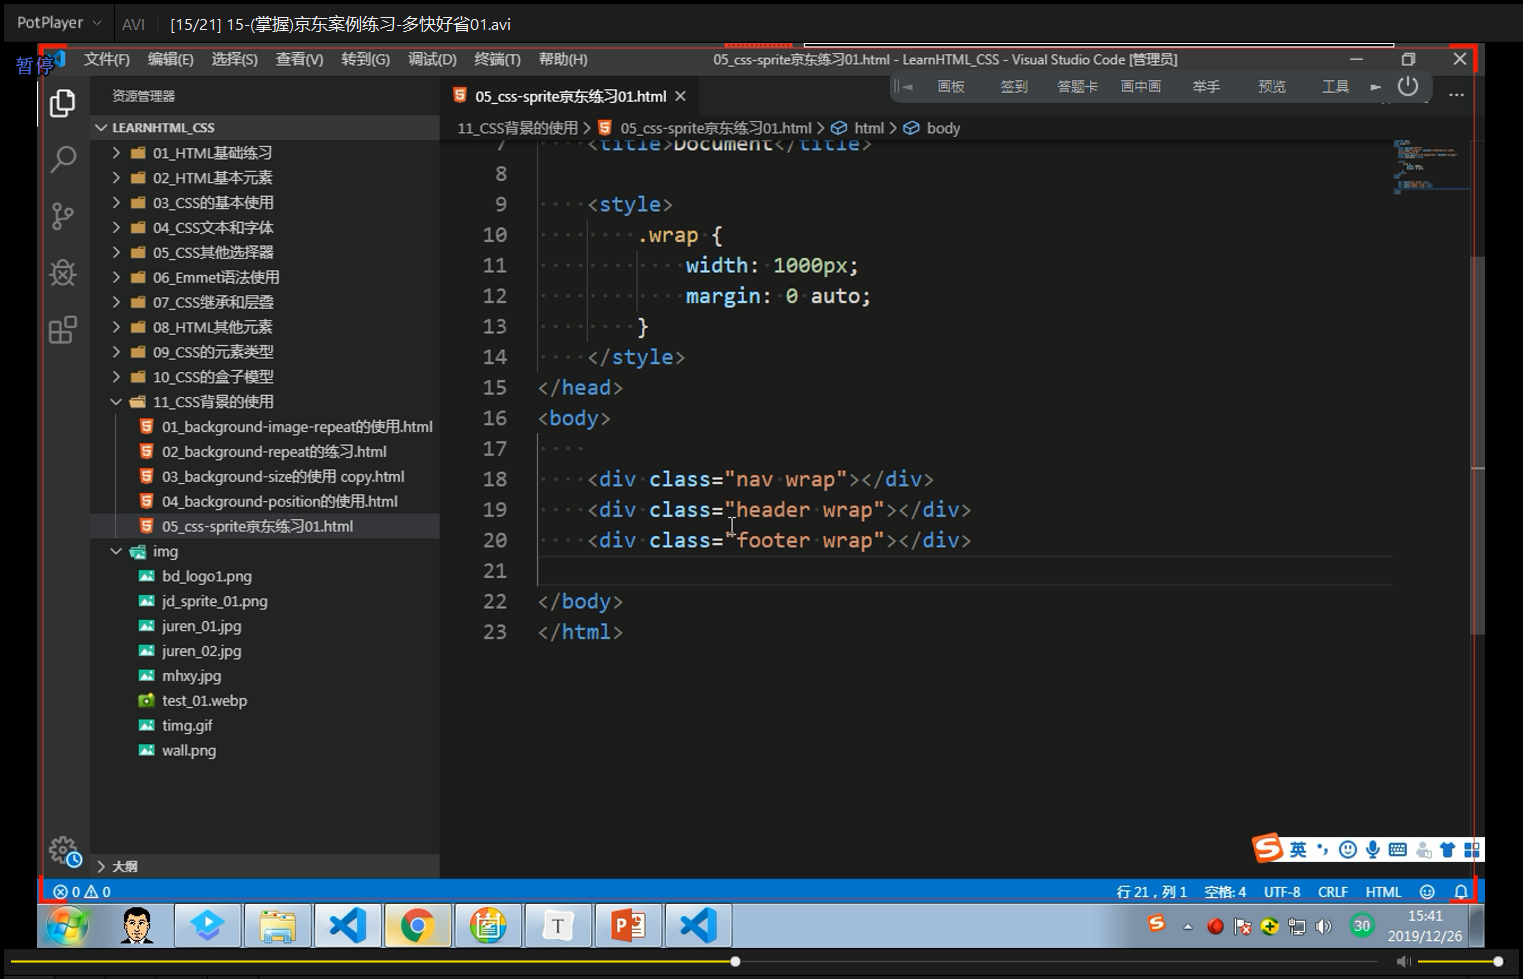 PotPlayer AVI [15/21] 15-(掌握)京东案例练习-多快好省01.avi
暂停
文件(F) 编辑(E) 选择(S) 查看(V) 转到(G) 调试(D) 终端(T) 帮助(H) 05_css-sprite京东练习01.html - LearnHTML_CSS - Visual Studio Code [管理员]
画板 签到 答题卡 画中画 举手 预览 工具
资源管理器
05_css-sprite京东练习01.html
LEARNHTML_CSS
11_CSS背景的使用 > 05_css-sprite京东练习01.html > html > body
01_HTML基础练习
02_HTML基本元素
03_CSS的基本使用
04_CSS文本和字体
05_CSS其他选择器
06_Emmet语法使用
07_CSS继承和层叠
08_HTML其他元素
09_CSS的元素类型
10_CSS的盒子模型
11_CSS背景的使用
01_background-image-repeat的使用.html
02_background-repeat的练习.html
03_background-size的使用 copy.html
04_background-position的使用.html
05_css-sprite京东练习01.html
img
bd_logo1.png
jd_sprite_01.png
juren_01.jpg
juren_02.jpg
mhxy.jpg
test_01.webp
timg.gif
wall.png
大纲
7 <title>Document</title>
8
9 <style>
10 .wrap {
11 width: 1000px;
12 margin: 0 auto;
13 }
14 </style>
15 </head>
16 <body>
17
18 <div class="nav wrap"></div>
19 <div class="header wrap"></div>
20 <div class="footer wrap"></div>
21
22 </body>
23 </html>
英
0 0 行 21，列 1 空格: 4 UTF-8 CRLF HTML
T P 30 15:41
2019/12/26